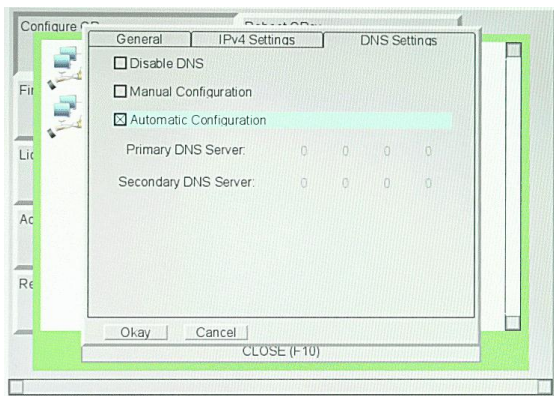 Configure
General IPv4 Settings DNS Settings
Disable DNS
Manual Configuration
Automatic Configuration
Primary DNS Server: 0 0 0 0
Secondary DNS Server: 0 0 0 0
Okay Cancel
CLOSE (F10)